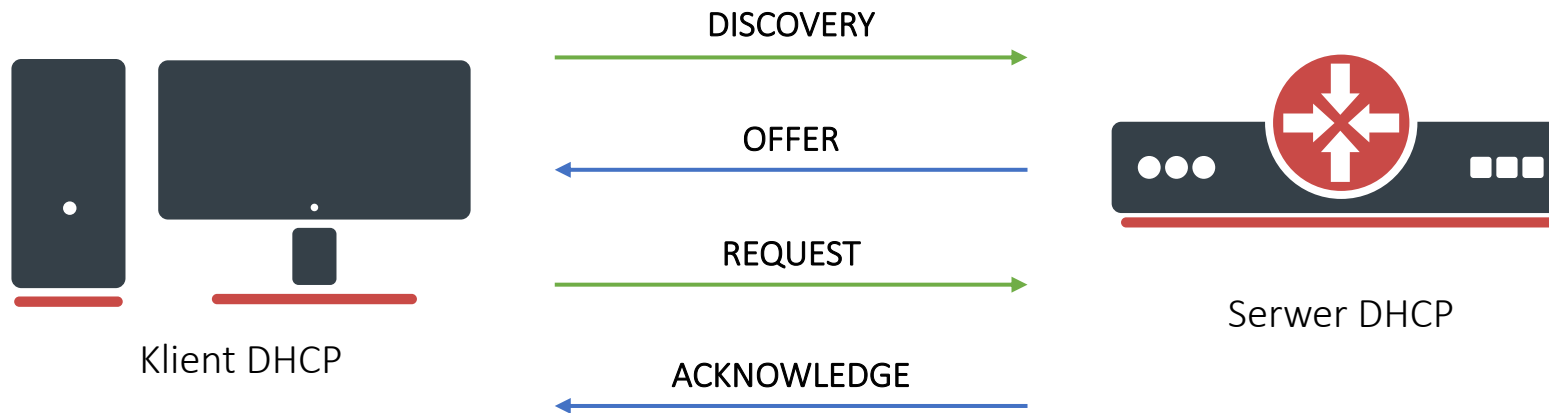 DISCOVERY
OFFER
REQUEST
Serwer DHCP
Klient DHCP
ACKNOWLEDGE